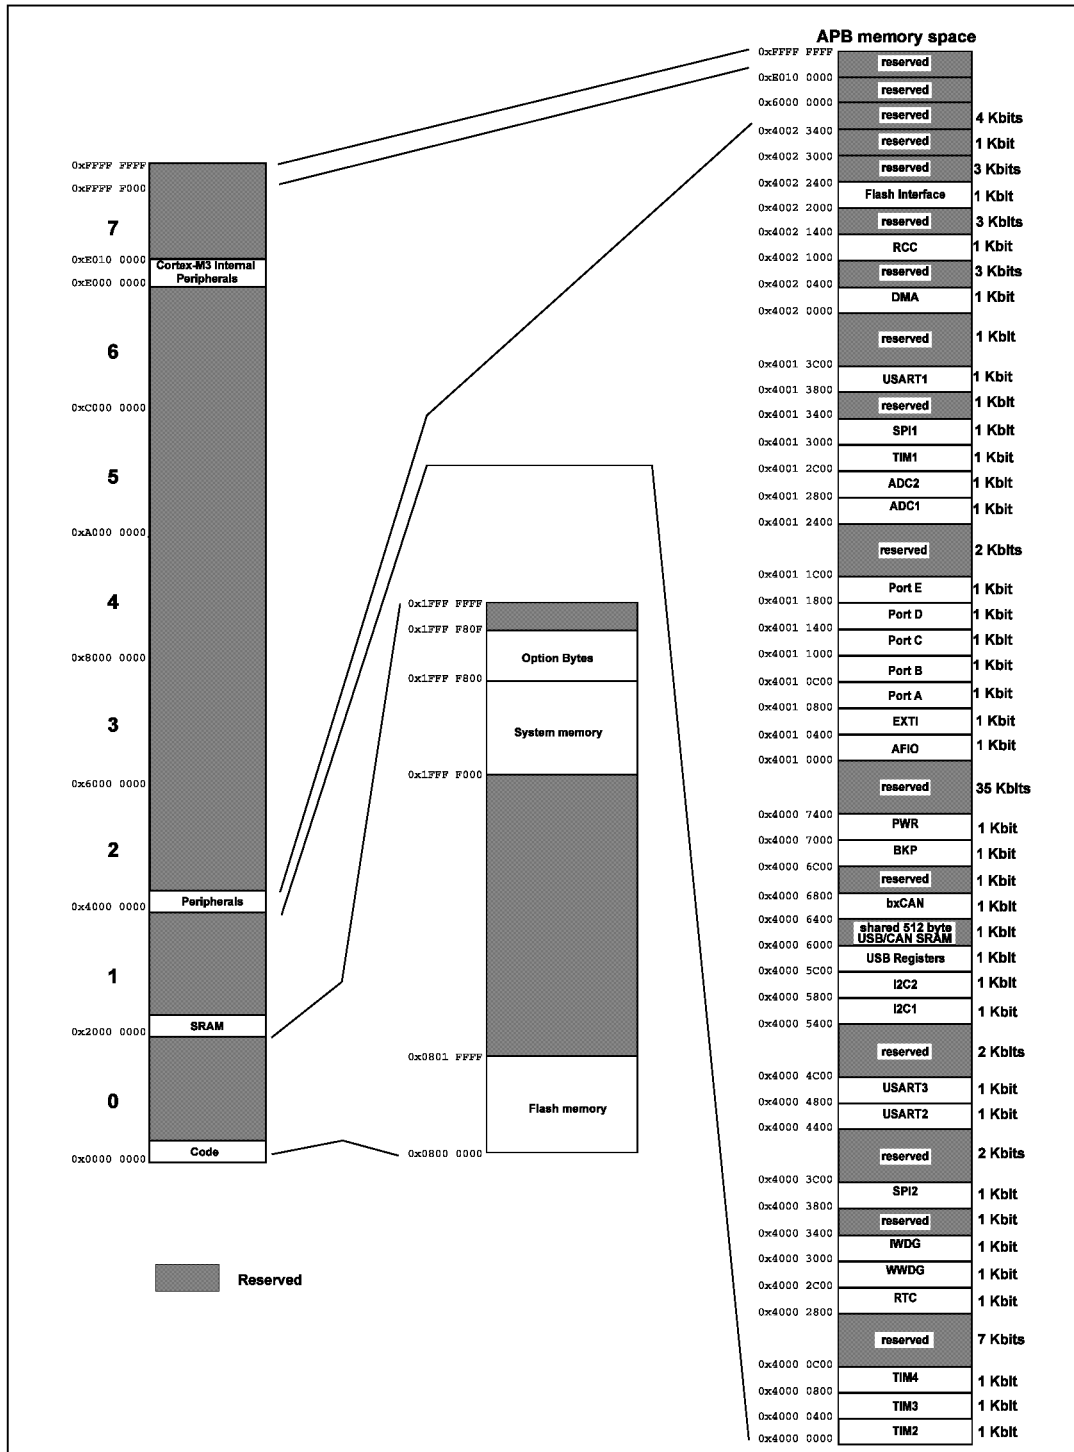 APB memory space
0xFFFF FFFF
reserved
0xE010 0000
reserved
0x6000 0000
reserved
4 Kbits
0x4002 3400
reserved
1 Kbit
0x4002 3000
reserved
3 Kbits
0x4002 2400
Flash Interface
1 Kbit
0x4002 2000
reserved
3 Kbits
0x4002 1400
RCC
1 Kbit
0x4002 1000
reserved
3 Kbits
0x4002 0400
DMA
1 Kbit
0x4002 0000
reserved
1 Kbit
0x4001 3C00
USART1
1 Kbit
0x4001 3800
reserved
1 Kbit
0x4001 3400
SPI1
1 Kbit
0x4001 3000
TIM1
1 Kbit
0x4001 2C00
ADC2
1 Kbit
0x4001 2800
ADC1
1 Kbit
0x4001 2400
reserved
2 Kbits
0x4001 1C00
Port E
1 Kbit
0x4001 1800
Port D
1 Kbit
0x4001 1400
Port C
1 Kbit
0x4001 1000
Port B
1 Kbit
0x4001 0C00
Port A
1 Kbit
0x4001 0800
EXTI
1 Kbit
0x4001 0400
AFIO
1 Kbit
0x4001 0000
reserved
35 Kbits
0x4000 7400
PWR
1 Kbit
0x4000 7000
BKP
1 Kbit
0x4000 6C00
reserved
1 Kbit
0x4000 6800
bxCAN
1 Kbit
0x4000 6400
shared 512 byte
USB/CAN SRAM
1 Kbit
0x4000 6000
USB Registers
1 Kbit
0x4000 5C00
I2C2
1 Kbit
0x4000 5800
I2C1
1 Kbit
0x4000 5400
reserved
2 Kbits
0x4000 4C00
USART3
1 Kbit
0x4000 4800
USART2
1 Kbit
0x4000 4400
reserved
2 Kbits
0x4000 3C00
SPI2
1 Kbit
0x4000 3800
reserved
1 Kbit
0x4000 3400
IWDG
1 Kbit
0x4000 3000
WWDG
1 Kbit
0x4000 2C00
RTC
1 Kbit
0x4000 2800
reserved
7 Kbits
0x4000 0C00
TIM4
1 Kbit
0x4000 0800
TIM3
1 Kbit
0x4000 0400
TIM2
1 Kbit
0x4000 0000
0xFFFF FFFF
0xFFFF F000
7
0xE010 0000
Cortex-M3 Internal
Peripherals
0xE000 0000
6
0xC000 0000
5
0xA000 0000
4
0x8000 0000
3
0x6000 0000
2
Peripherals
0x4000 0000
1
SRAM
0x2000 0000
0
Code
0x0000 0000
0x1FFF FFFF
0x1FFF F80F
Option Bytes
0x1FFF F800
System memory
0x1FFF F000
0x0801 FFFF
Flash memory
0x0800 0000
Reserved